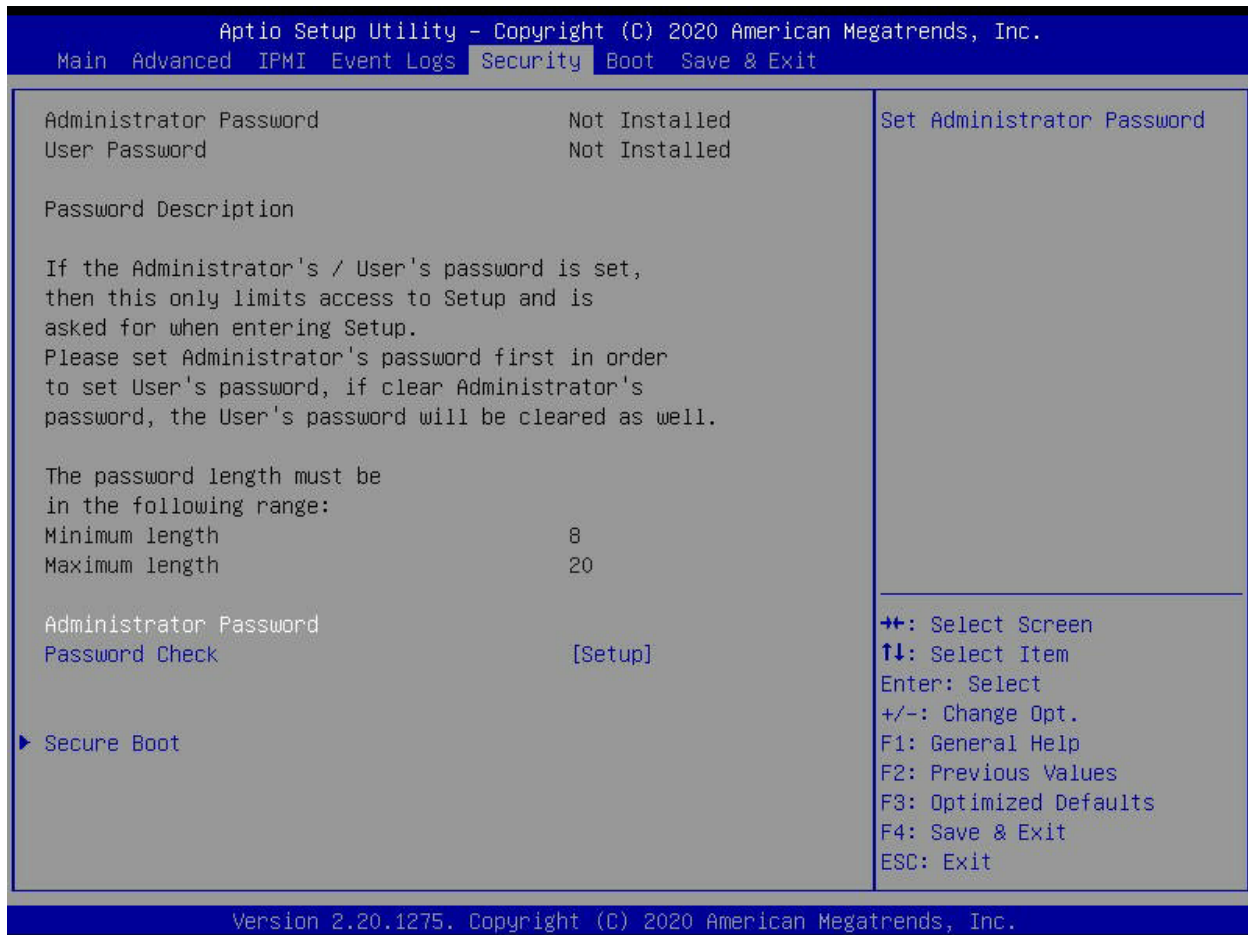 Aptio Setup Utility – Copyright (C) 2020 American Megatrends, Inc.
Main Advanced IPMI Event Logs Security Boot Save & Exit
Administrator Password Not Installed
User Password Not Installed
Password Description
If the Administrator's / User's password is set,
then this only limits access to Setup and is
asked for when entering Setup.
Please set Administrator's password first in order
to set User's password, if clear Administrator's
password, the User's password will be cleared as well.
The password length must be
in the following range:
Minimum length 8
Maximum length 20
Administrator Password
Password Check [Setup]
Secure Boot
Set Administrator Password
→←: Select Screen
↑↓: Select Item
Enter: Select
+/-: Change Opt.
F1: General Help
F2: Previous Values
F3: Optimized Defaults
F4: Save & Exit
ESC: Exit
Version 2.20.1275. Copyright (C) 2020 American Megatrends, Inc.